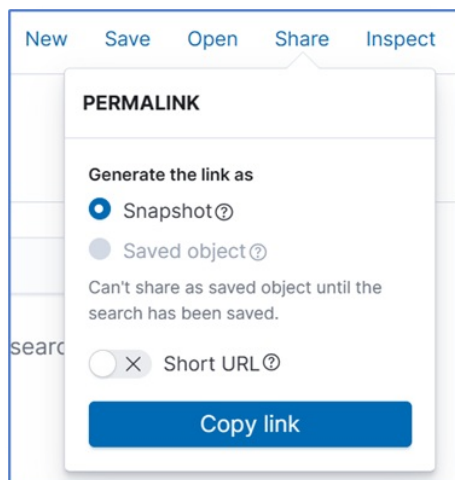 New Save Open Share Inspect
PERMALINK
Generate the link as
Snapshot
Saved object
Can't share as saved object until the
search has been saved.
searc
Short URL
Copy link